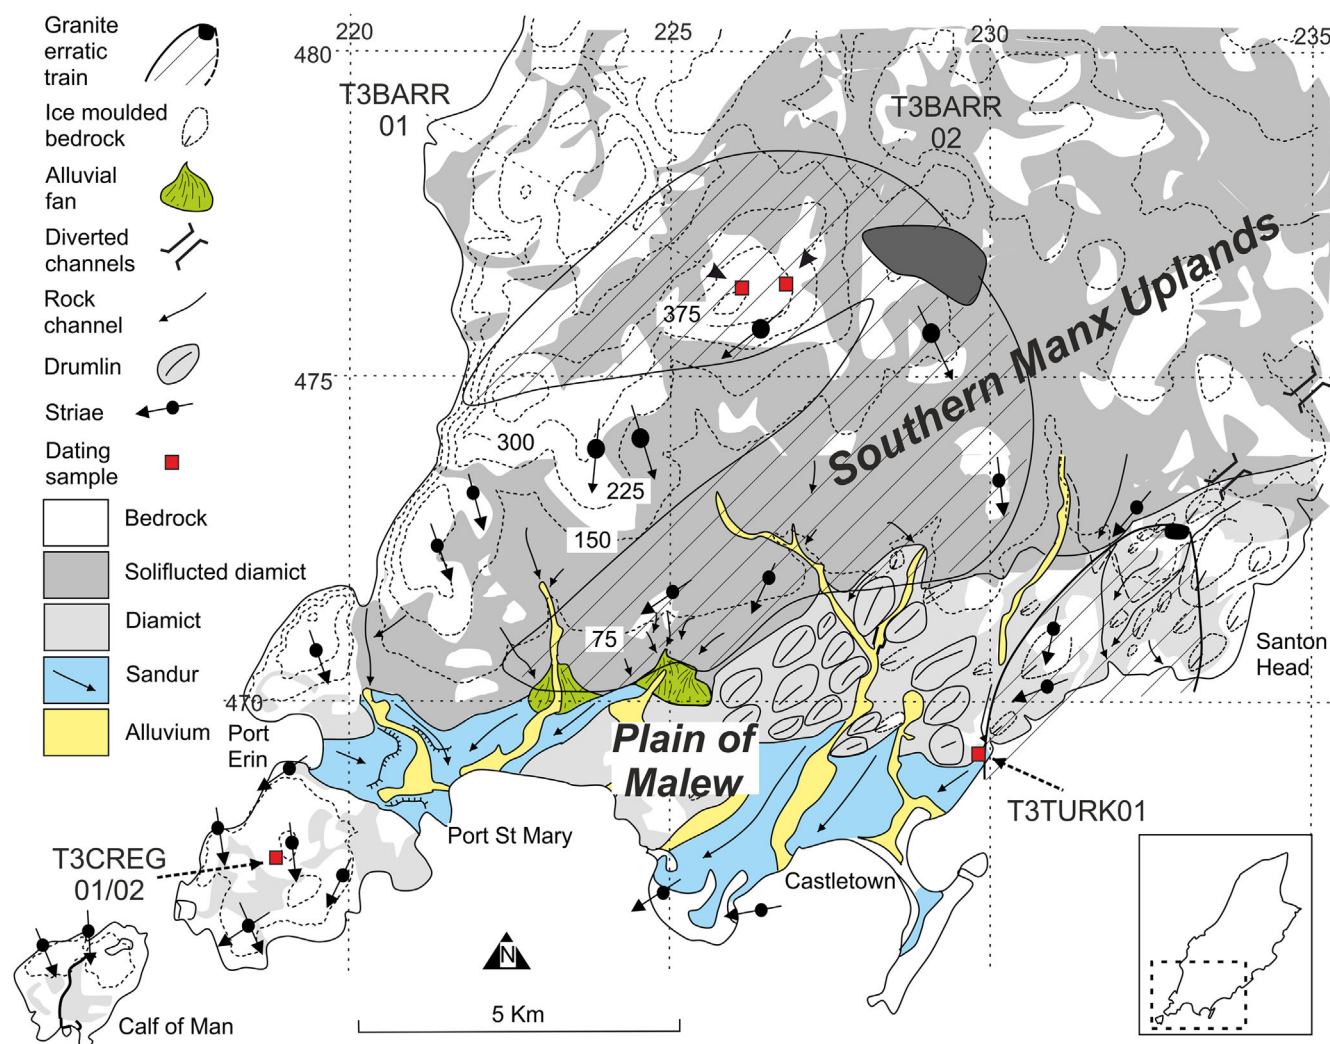 Granite
erratic
train
Ice moulded
bedrock
Alluvial
fan
Diverted
channels
Rock
channel
Drumlin
Striae
Dating
sample
Bedrock
Soliflucted diamict
Diamict
Sandur
Alluvium
220
225
230
235
480
475
470
T3BARR
01
T3BARR
02
375
300
225
150
75
Southern Manx Uplands
Santon
Head
Port
Erin
Plain of
Malew
Port St Mary
T3TURK01
T3CREG
01/02
Castletown
N
5 Km
Calf of Man